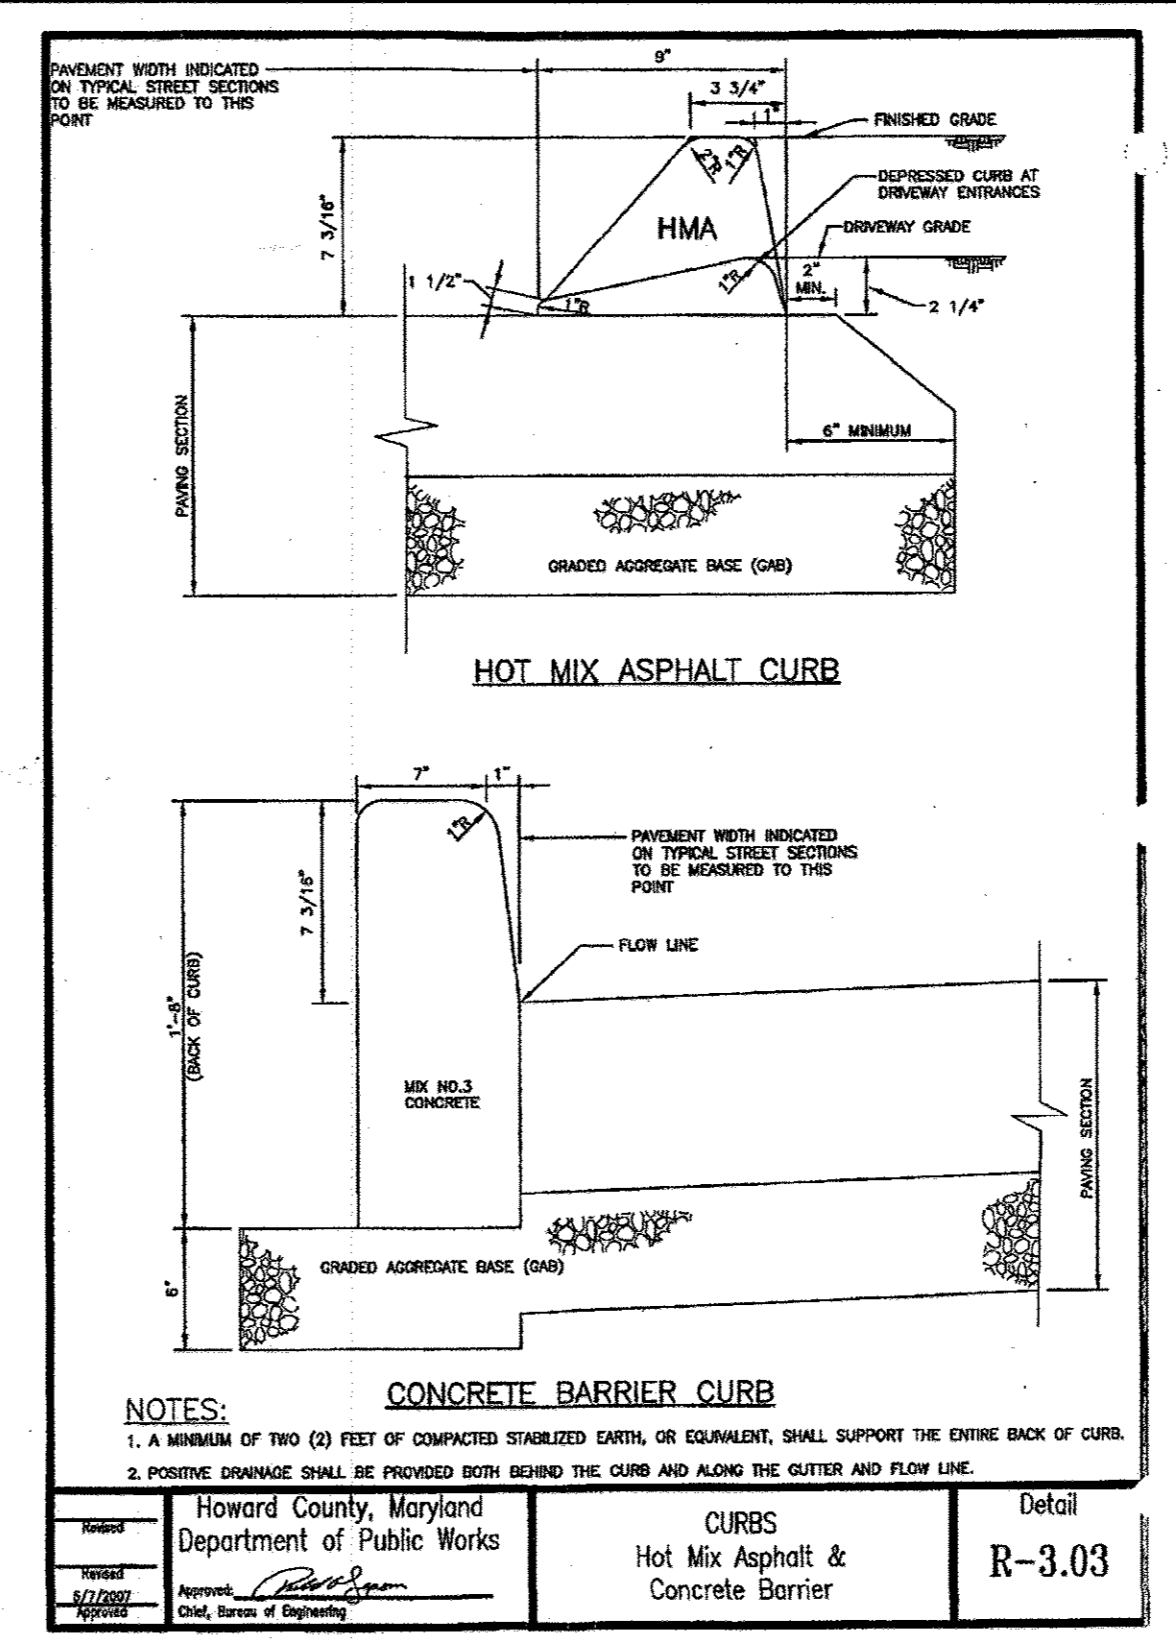 PAVEMENT WIDTH INDICATED
ON TYPICAL STREET SECTIONS
TO BE MEASURED TO THIS
POINT
9"
3 3/4"
1"
FINISHED GRADE
2"R
1"R
DEPRESSED CURB AT
DRIVEWAY ENTRANCES
7 3/16"
HMA
DRIVEWAY GRADE
1 1/2"
1"R
1"R
2"
MIN.
2 1/4"
PAVING SECTION
6" MINIMUM
GRADED AGGREGATE BASE (GAB)
HOT MIX ASPHALT CURB
7"
1"
1"R
PAVEMENT WIDTH INDICATED
ON TYPICAL STREET SECTIONS
TO BE MEASURED TO THIS
POINT
7 3/16"
FLOW LINE
1'-8"
(BACK OF CURB)
MIX NO.3
CONCRETE
PAVING SECTION
GRADED AGGREGATE BASE (GAB)
6"
CONCRETE BARRIER CURB
NOTES:
1. A MINIMUM OF TWO (2) FEET OF COMPACTED STABILIZED EARTH, OR EQUIVALENT, SHALL SUPPORT THE ENTIRE BACK OF CURB.
2. POSITIVE DRAINAGE SHALL BE PROVIDED BOTH BEHIND THE CURB AND ALONG THE GUTTER AND FLOW LINE.
Revised
Revised
Approved
Howard County, Maryland
Department of Public Works
Approved:
Chief, Bureau of Engineering
CURBS
Hot Mix Asphalt &
Concrete Barrier
Detail
R-3.03